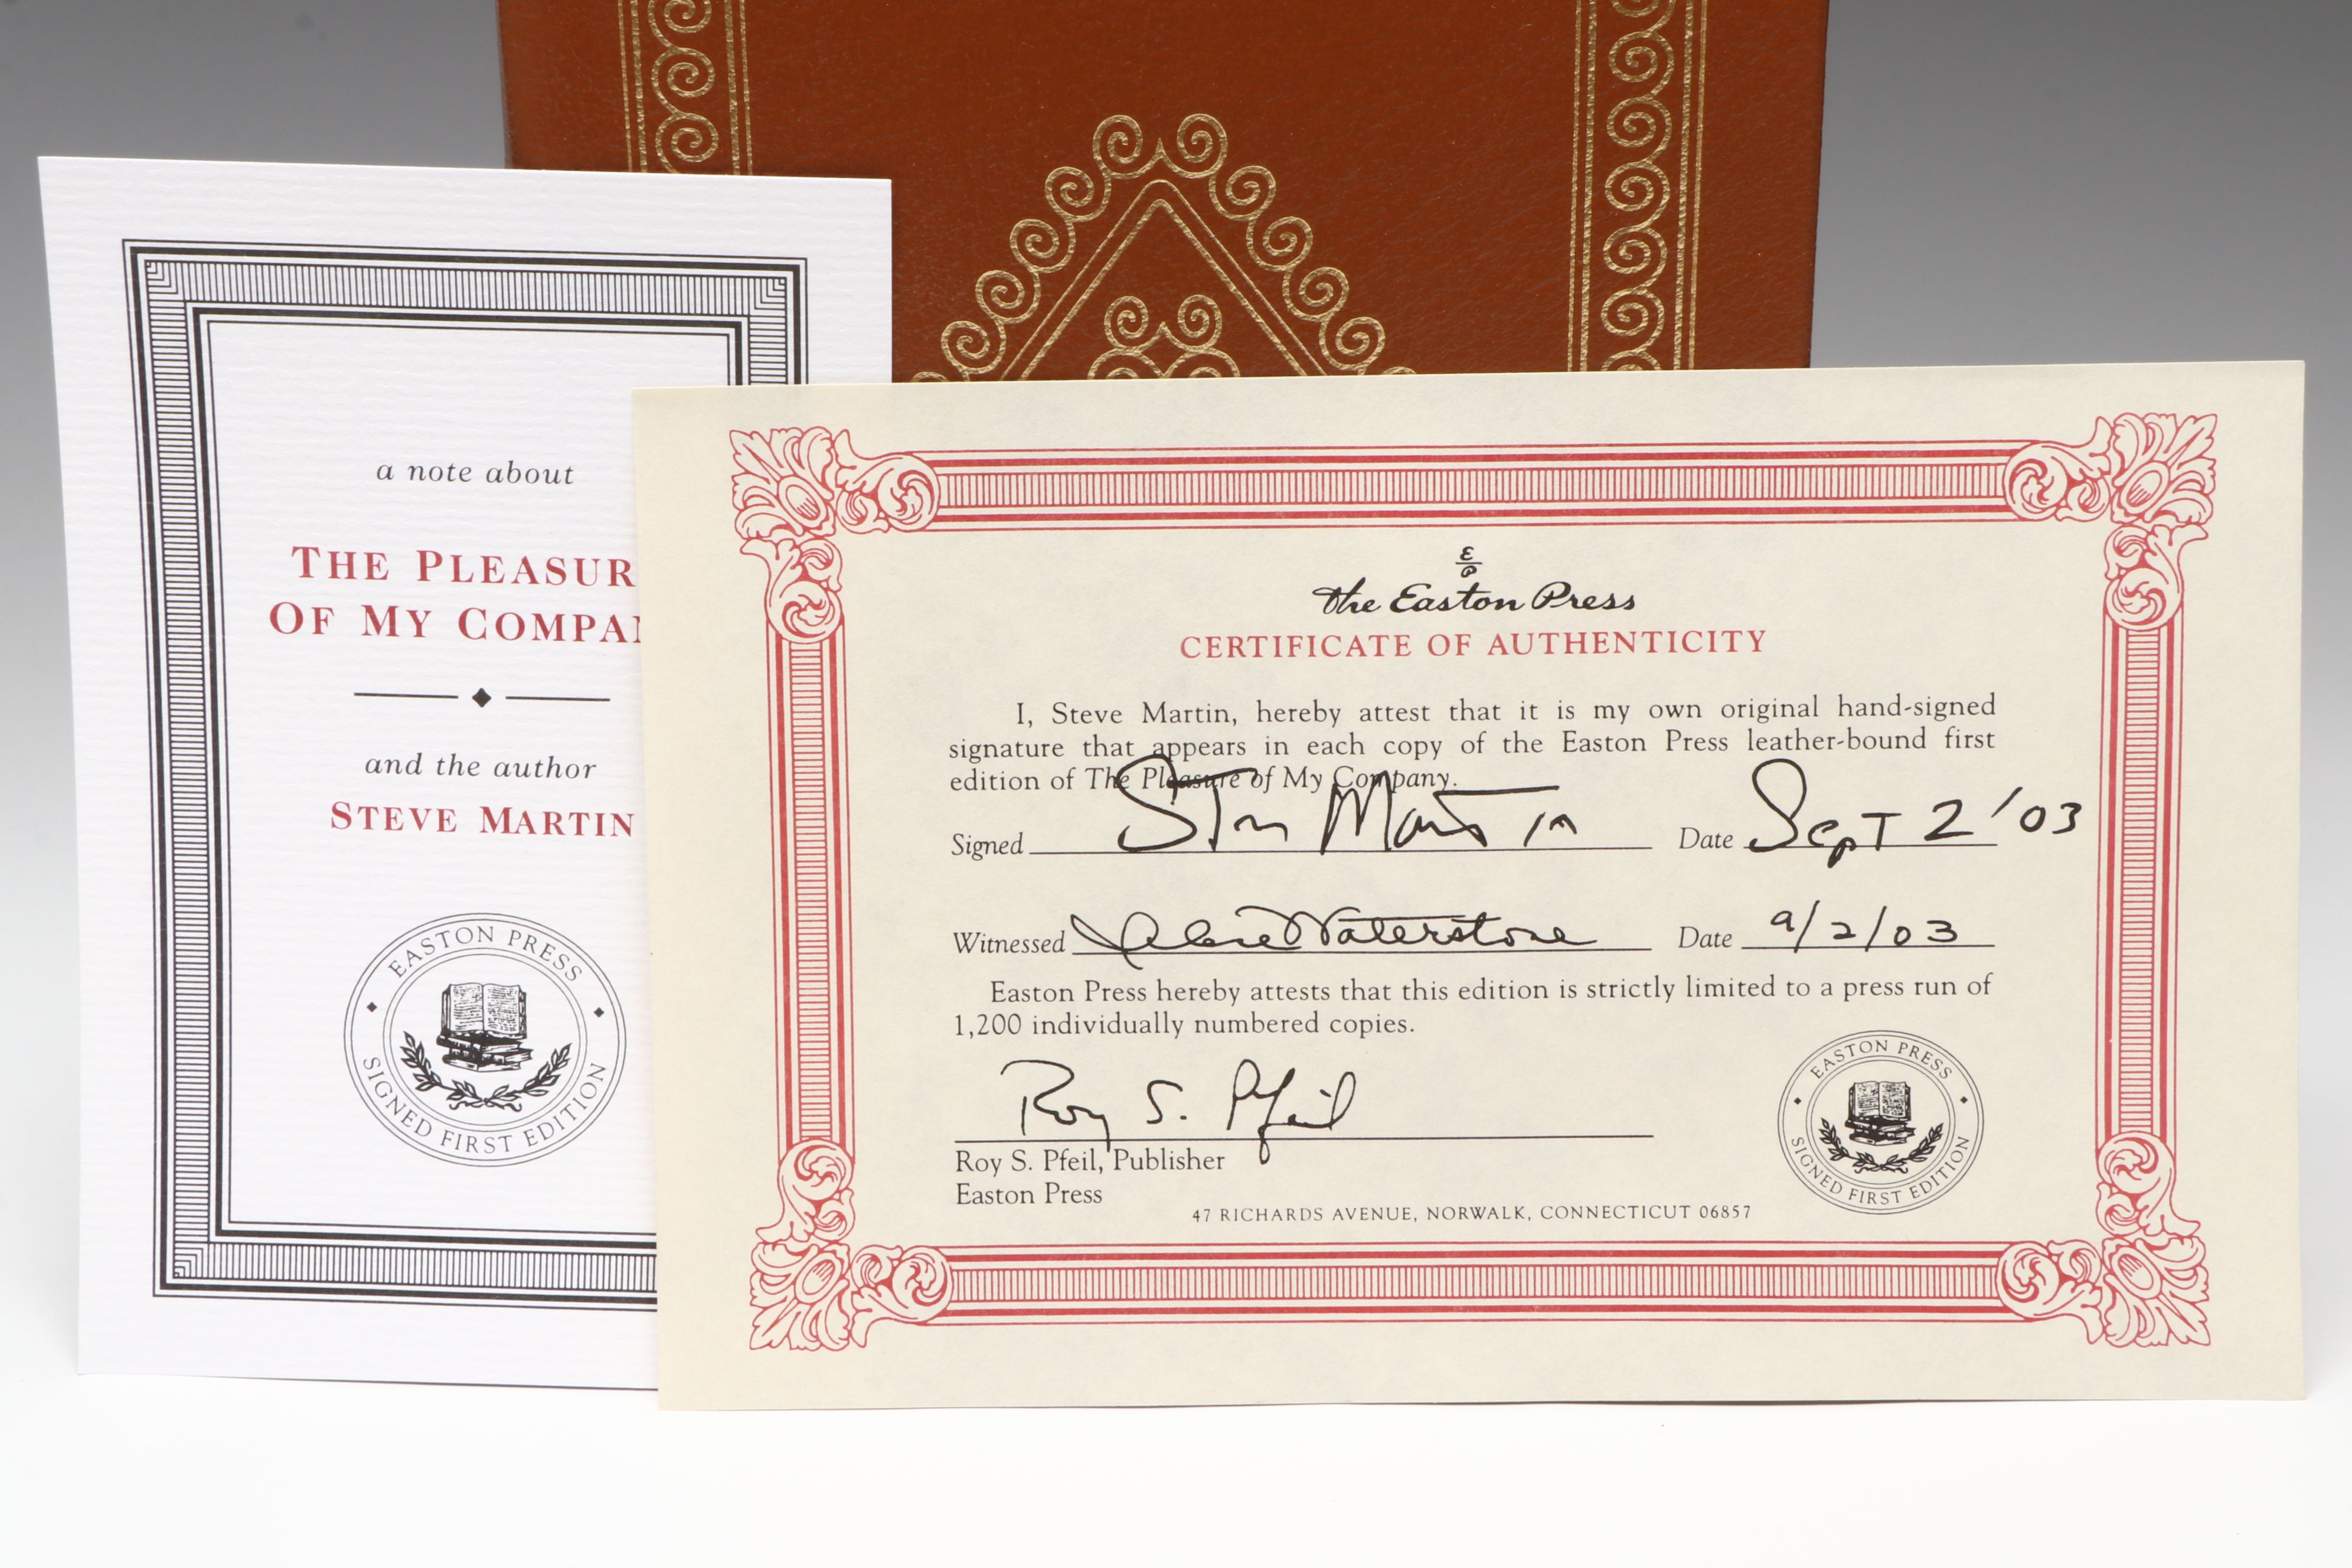 a note about
THE PLEASUR
OF MY COMPA
and the author
STEVE MARTIN
EASTON PRESS
SIGNED FIRST EDITION
E
P
the Easton Press
CERTIFICATE OF AUTHENTICITY
I, Steve Martin, hereby attest that it is my own original hand-signed
signature that appears in each copy of the Easton Press leather-bound first
edition of The Pleasure of My Company.
Signed Steve Martin Date Sept 2 '03
Witnessed Waterstone Date 9/2/03
Easton Press hereby attests that this edition is strictly limited to a press run of
1,200 individually numbered copies.
Roy S. Pfeil
Roy S. Pfeil, Publisher
Easton Press
47 RICHARDS AVENUE, NORWALK, CONNECTICUT 06857
EASTON PRESS
SIGNED FIRST EDITION